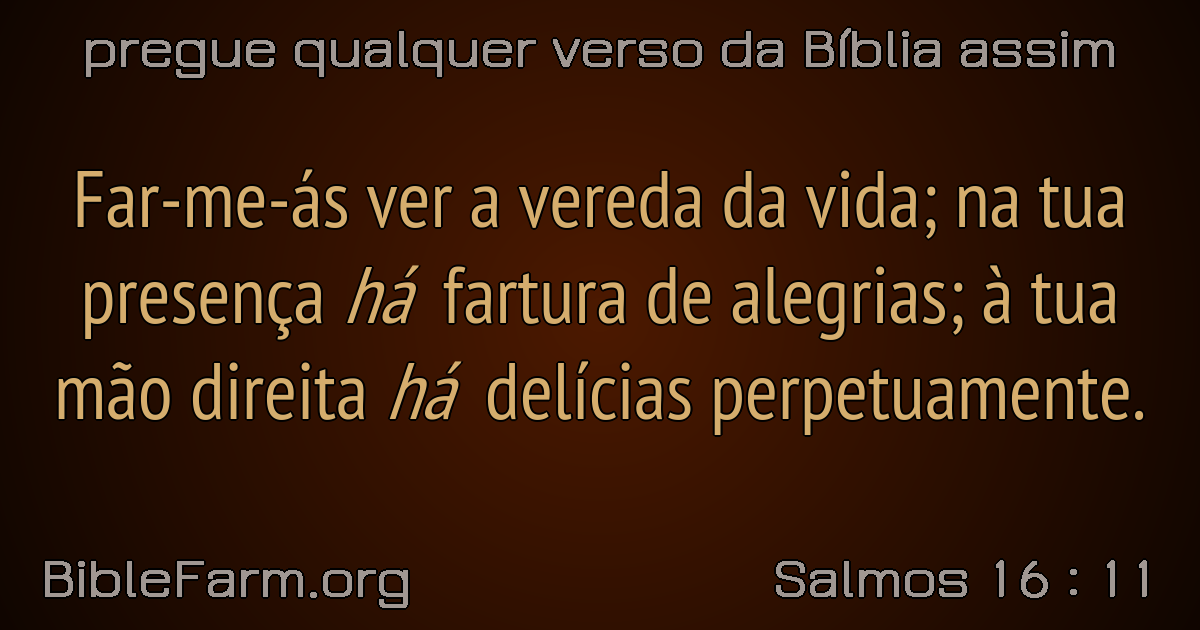 pregue qualquer verso da Bíblia assim
Far-me-ás ver a vereda da vida; na tua
presença há fartura de alegrias; à tua
mão direita há delícias perpetuamente.
BibleFarm.org
Salmos 16 : 11